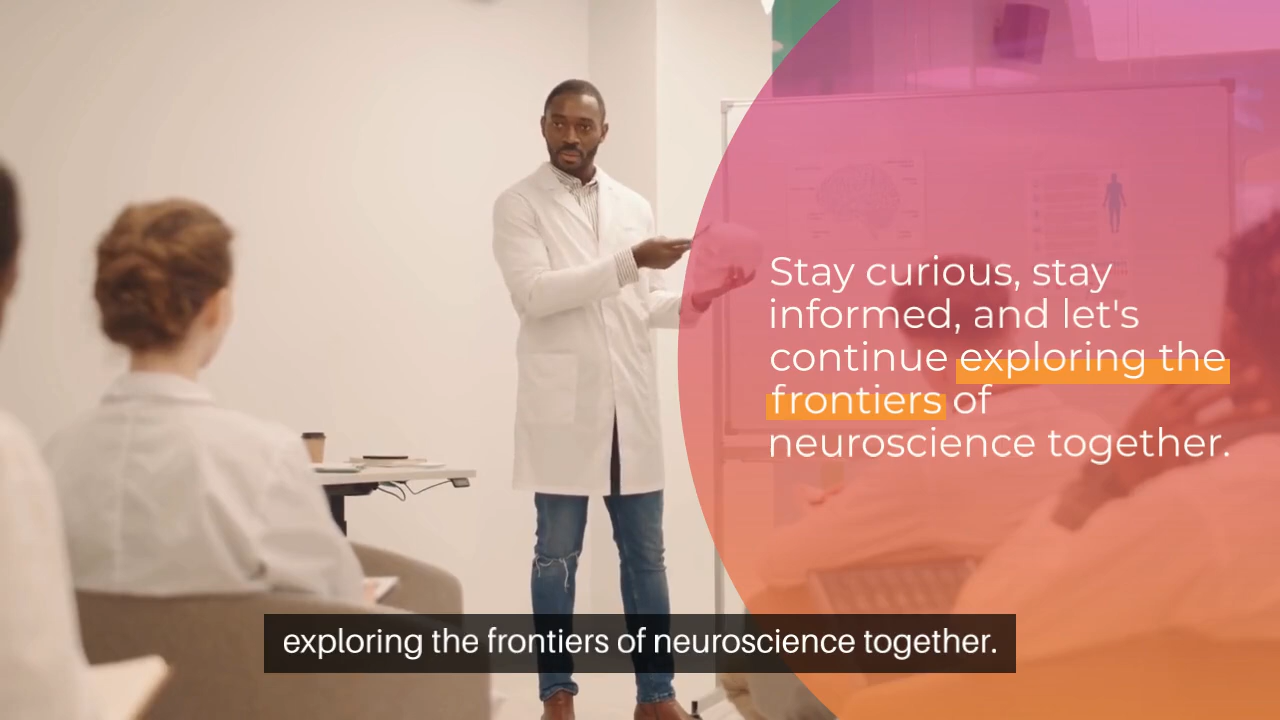 Stay curious, stay
informed, and let's
continue exploring the
frontiers of
neuroscience together.
exploring the frontiers of neuroscience together.